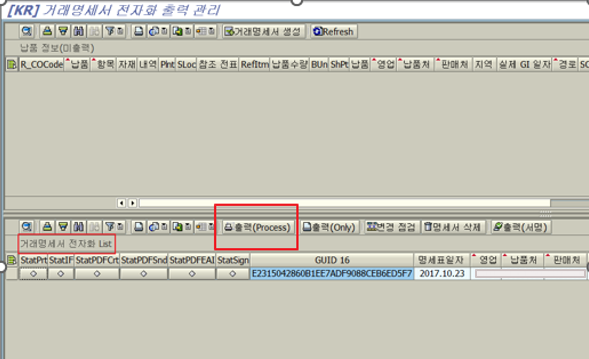 [KR] 거래명세서 전자화 출력 관리
거래명세서 생성 Refresh
납품 정보(미출력)
R_COCode 납품 항목 자재 내역 Plnt SLoc 참조 전표 RefItm 납품수량 BUn ShPt 납품 영업 납품처 판매처 지역 실제 GI 일자 경로 SC
출력(Process) 출력(Only) 변경 점검 명세서 삭제 출력(서명)
거래명세서 전자화 List
StatPrt StatIF StatPDFCrt StatPDFSnd StatPDFEAI StatSign GUID 16 명세표일자 영업 납품처 판매처
E2315042860B1EE7ADF9088CEB6ED5F7 2017.10.23